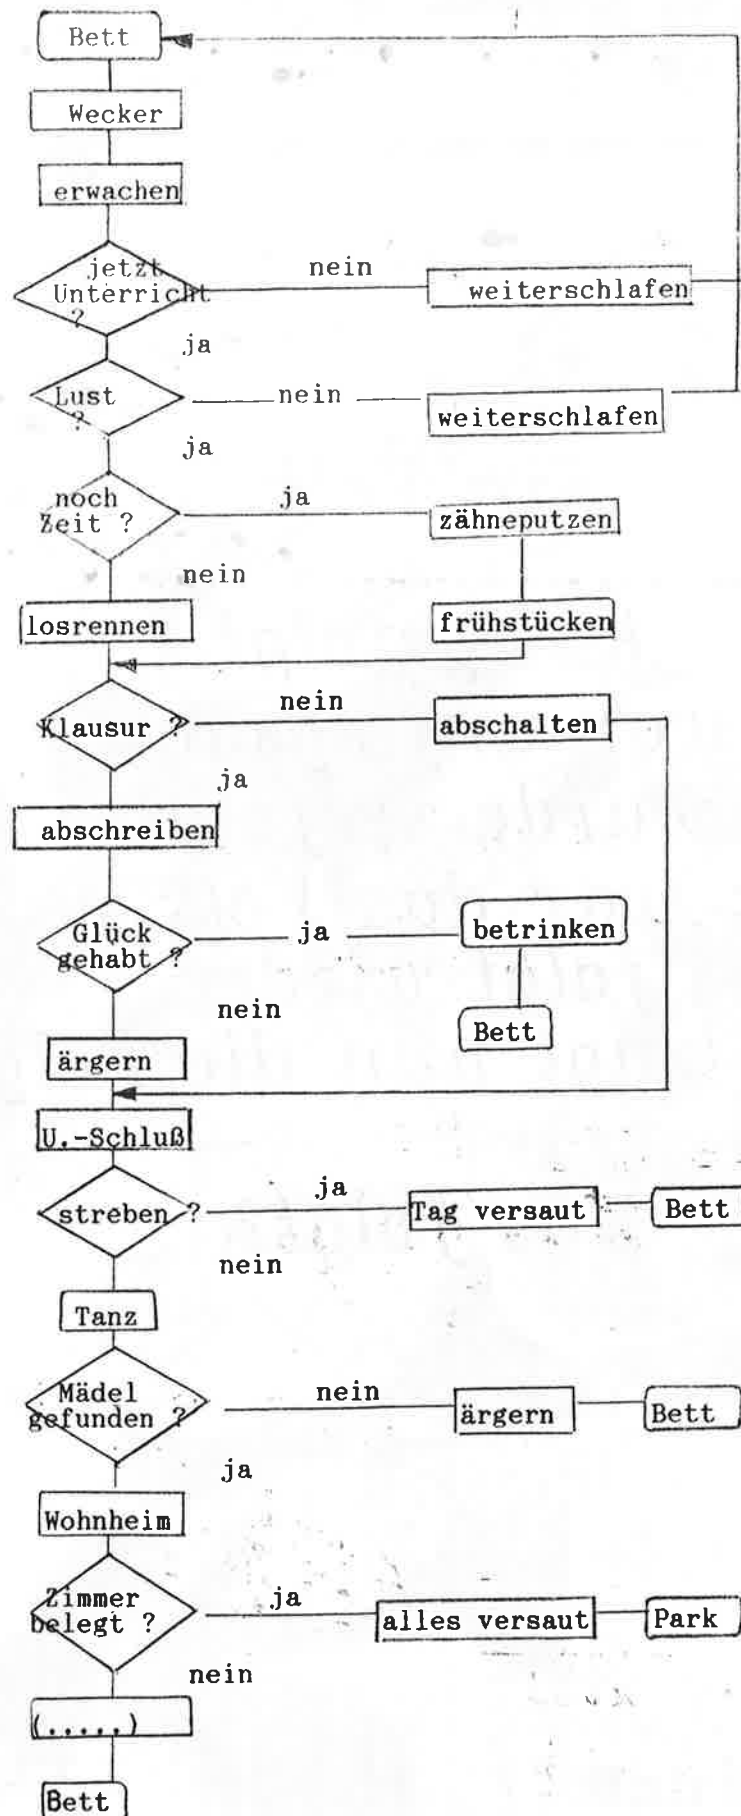 Bett
Wecker
erwachen
jetzt
Unterricht
?
nein
weiterschlafen
ja
Lust
?
nein
weiterschlafen
ja
noch
Zeit ?
ja
zähneputzen
nein
losrennen
frühstücken
Klausur ?
nein
abschalten
ja
abschreiben
Glück
gehabt ?
ja
betrinken
nein
Bett
ärgern
U.-Schluß
streben ?
ja
Tag versaut
Bett
nein
Tanz
Mädel
gefunden ?
nein
ärgern
Bett
ja
Wohnheim
Zimmer
belegt ?
ja
alles versaut
Park
nein
(.....)
Bett